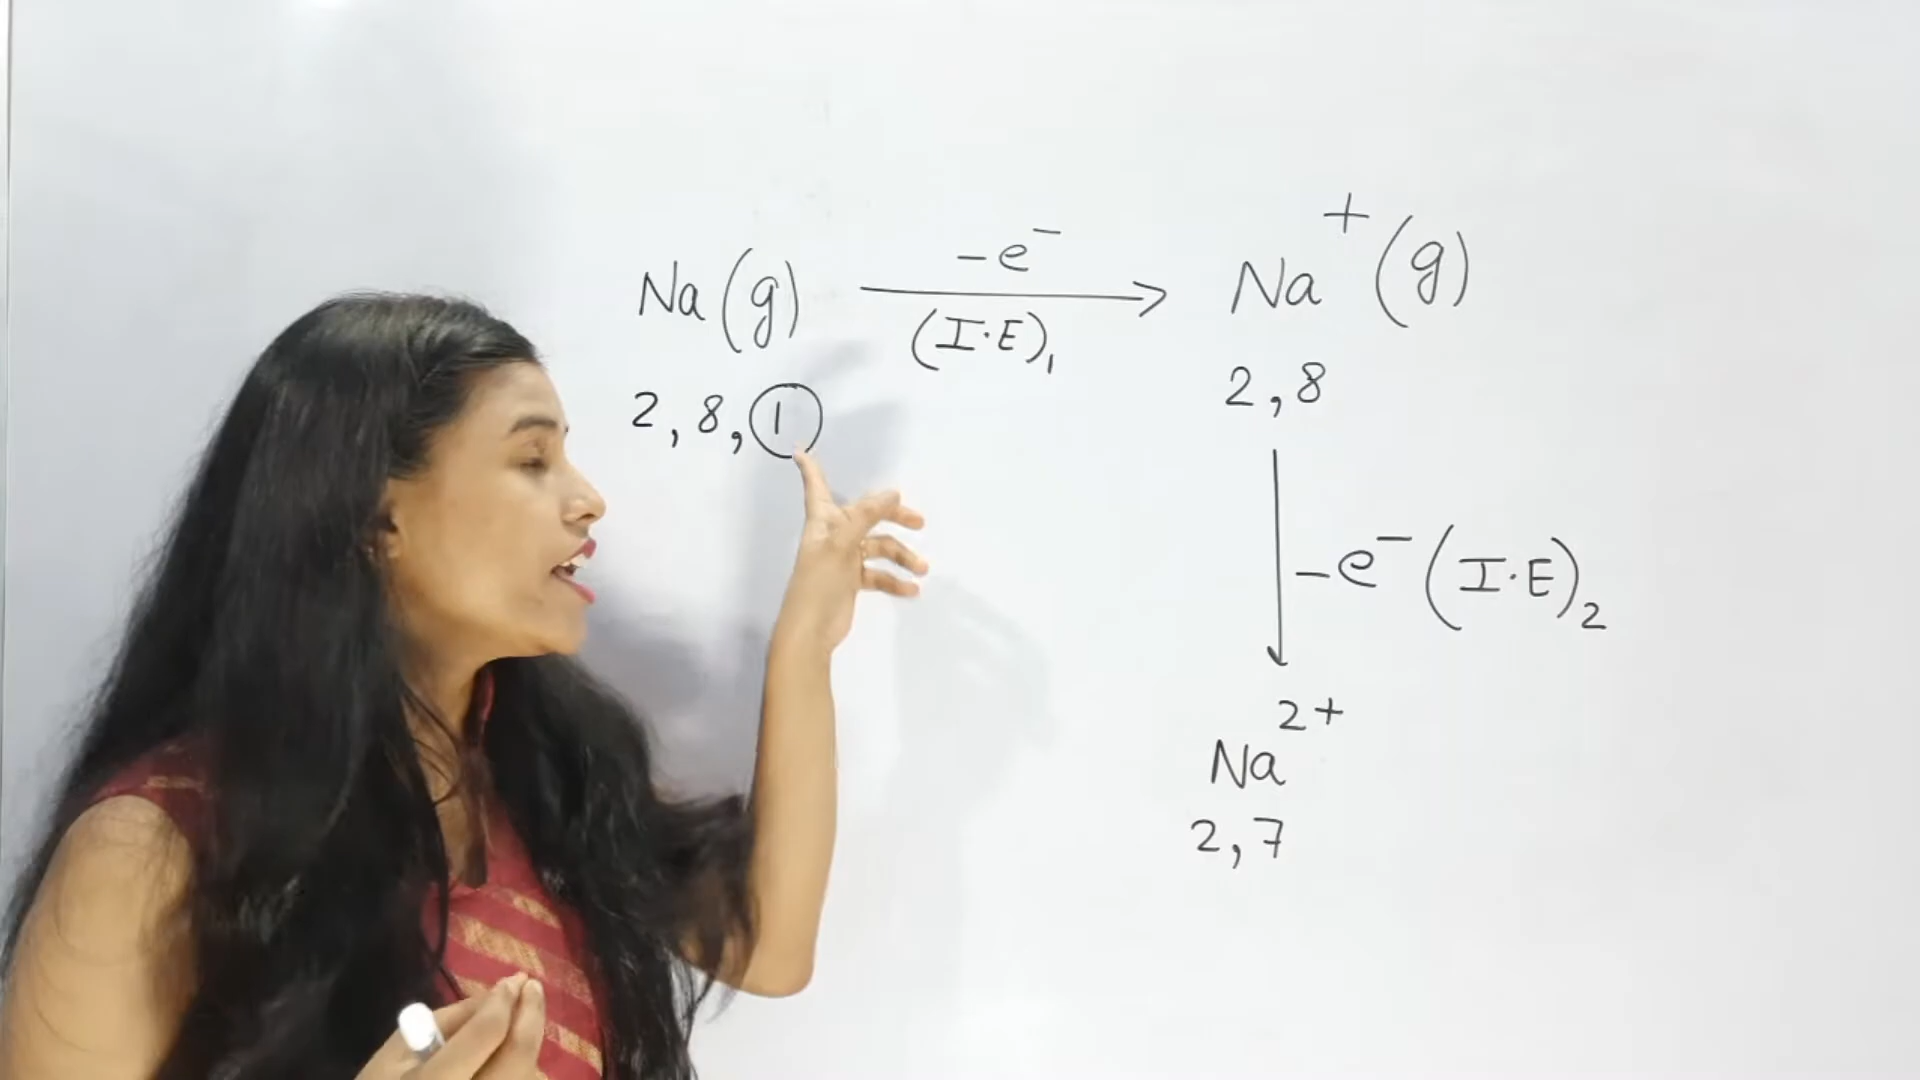 Na(g) -e⁻ (I.E)₁ → Na⁺(g)
2, 8, 1
2, 8
↓ -e⁻ (I.E)₂
Na²⁺
2, 7